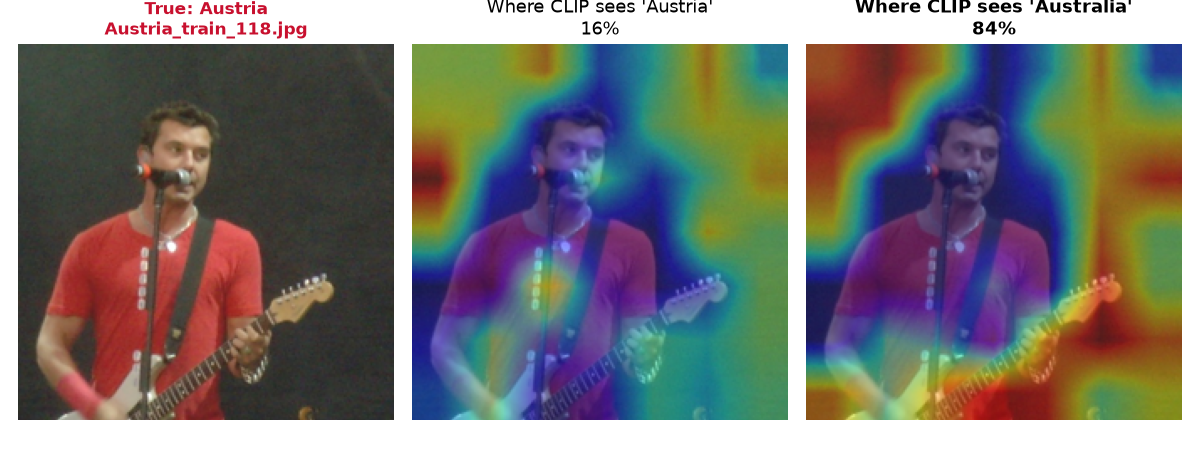 True: Austria
Austria_train_118.jpg
Where CLIP sees 'Austria'
16%
Where CLIP sees 'Australia'
84%